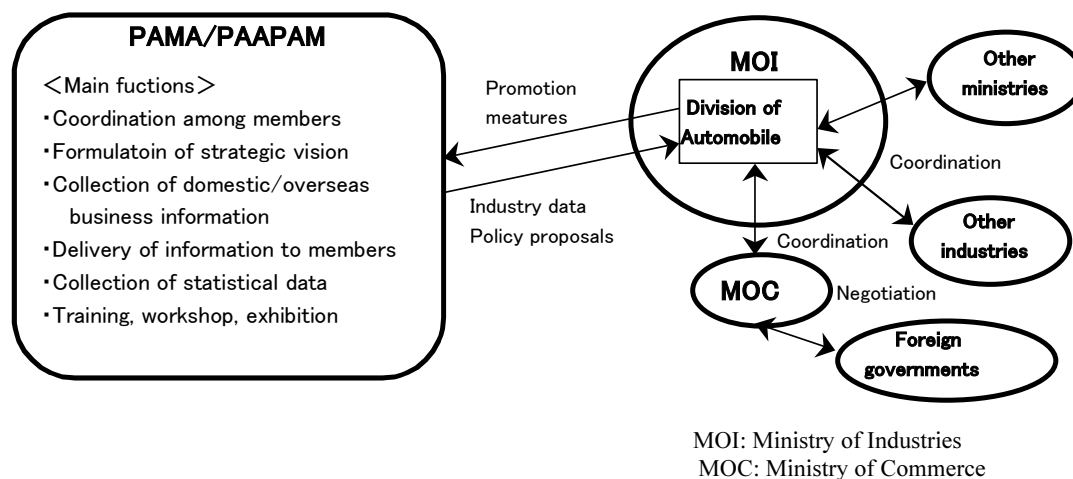 PAMA/PAAPAM
<Main fuctions>
・Coordination among members
・Formulatoin of strategic vision
・Collection of domestic/overseas
business information
・Delivery of information to members
・Collection of statistical data
・Training, workshop, exhibition
Promotion
meatures
Industry data
Policy proposals
MOI
Division of
Automobile
Other
ministries
Coordination
Other
industries
Coordination
MOC
Negotiation
Foreign
governments
MOI: Ministry of Industries
MOC: Ministry of Commerce